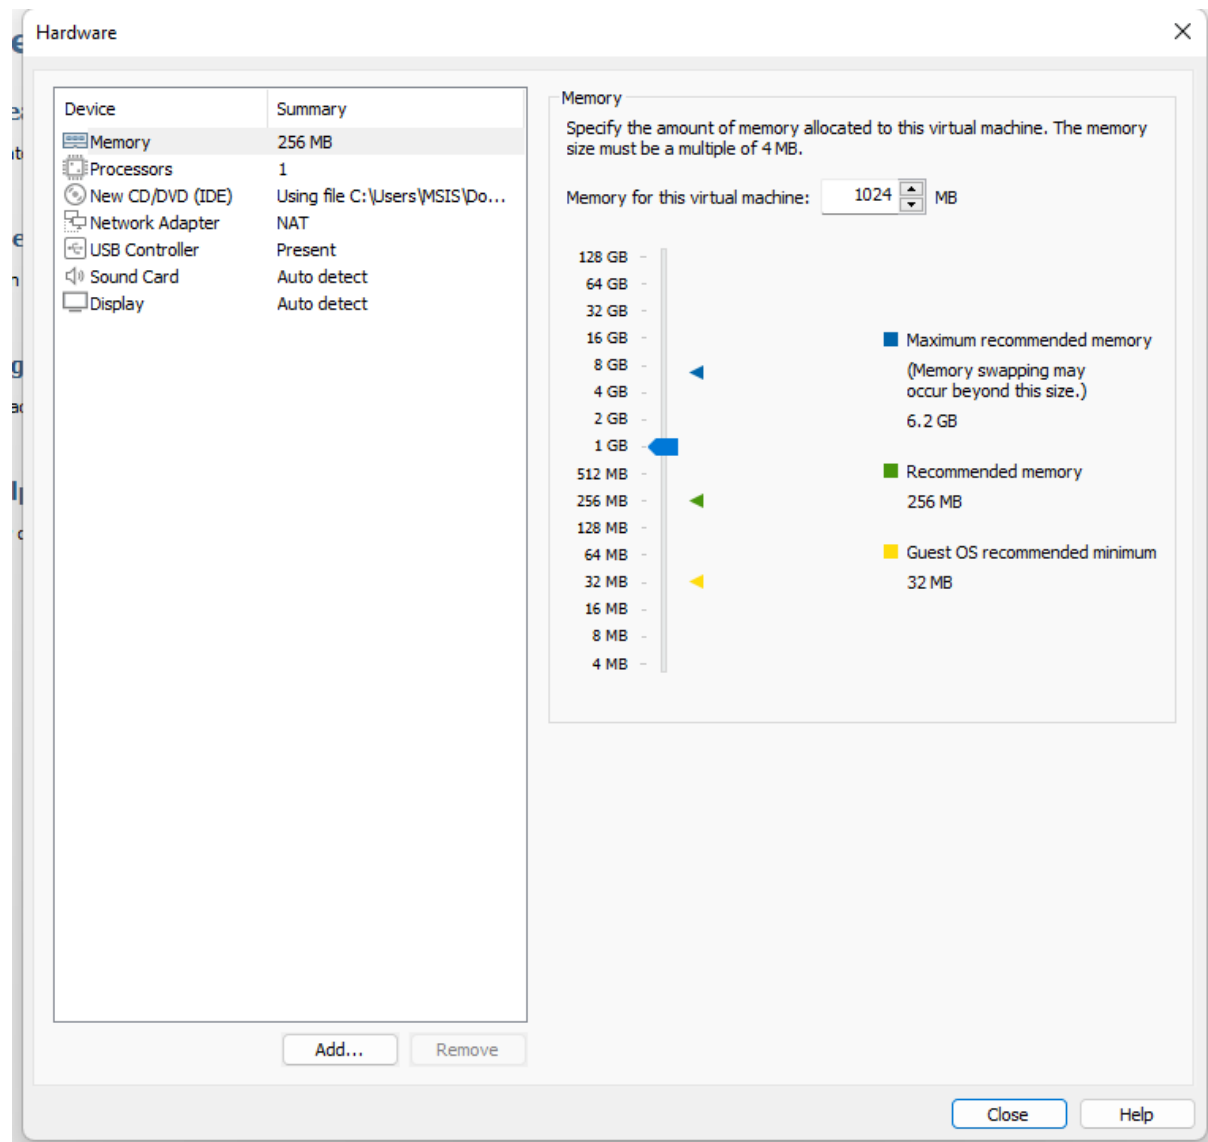 Hardware
Device Summary
Memory 256 MB
Processors 1
New CD/DVD (IDE) Using file C:\Users\MSIS\Do...
Network Adapter NAT
USB Controller Present
Sound Card Auto detect
Display Auto detect
Add... Remove
Memory
Specify the amount of memory allocated to this virtual machine. The memory
size must be a multiple of 4 MB.
Memory for this virtual machine: 1024 MB
128 GB
64 GB
32 GB
16 GB
8 GB
4 GB
2 GB
1 GB
512 MB
256 MB
128 MB
64 MB
32 MB
16 MB
8 MB
4 MB
Maximum recommended memory
(Memory swapping may
occur beyond this size.)
6.2 GB
Recommended memory
256 MB
Guest OS recommended minimum
32 MB
Close Help